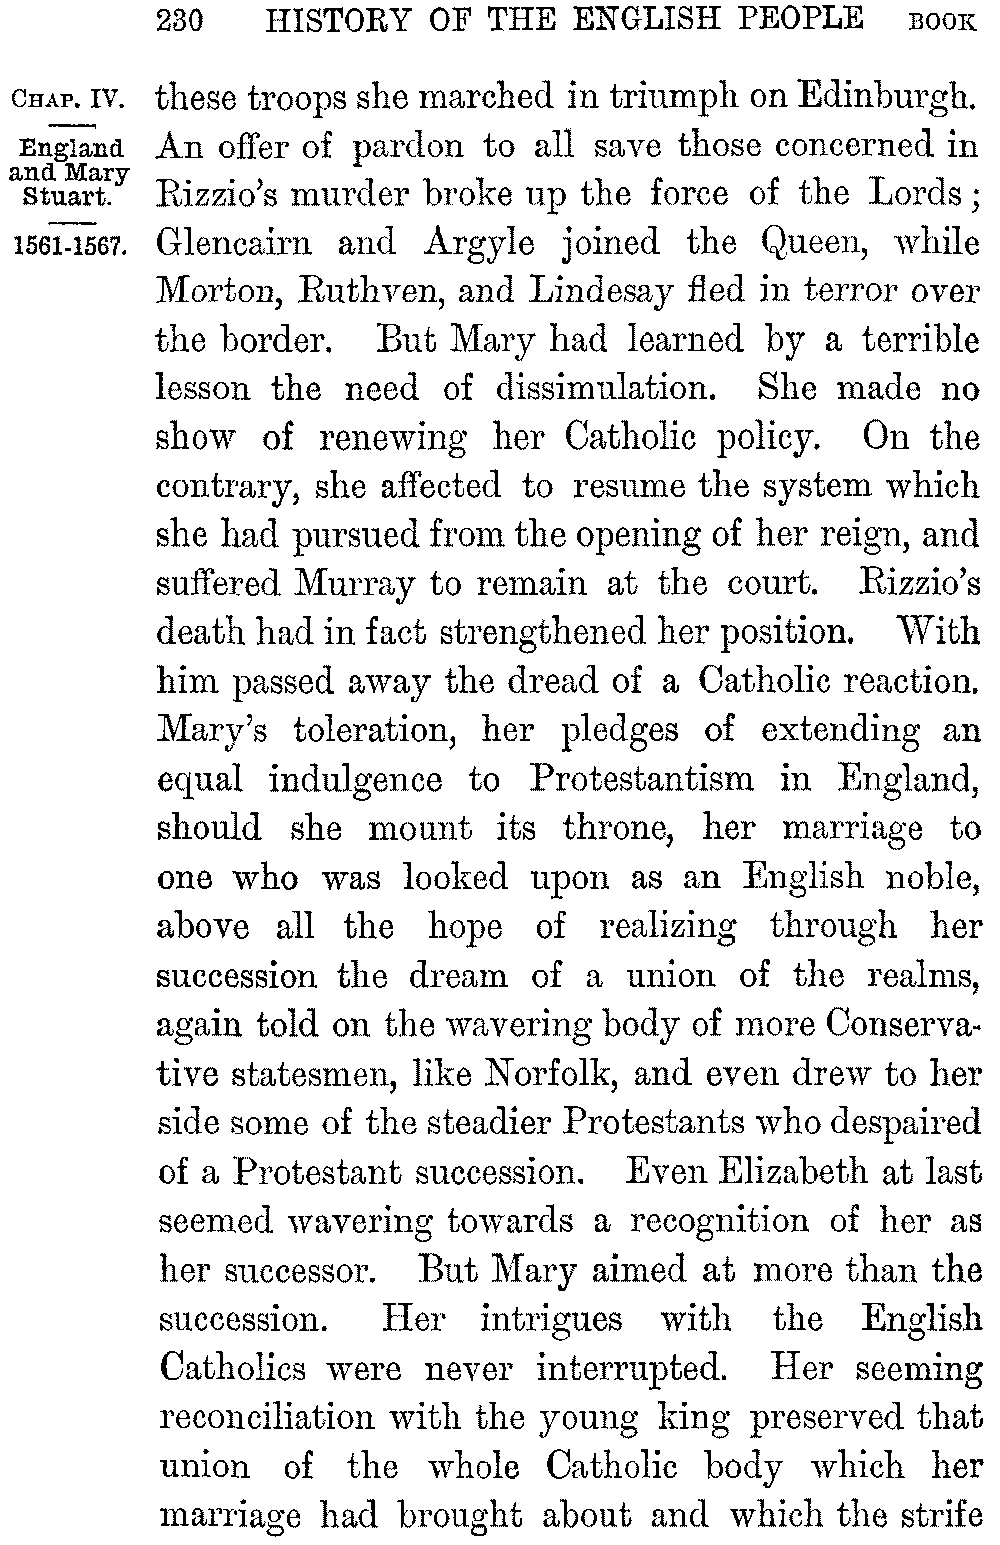 230 HISTORY OF THE ENGLISH PEOPLE BOOK
CHAP. IV.
England
and Mary
Stuart.
1561-1567.
these troops she marched in triumph on Edinburgh.
An offer of pardon to all save those concerned in
Rizzio's murder broke up the force of the Lords;
Glencairn and Argyle joined the Queen, while
Morton, Ruthven, and Lindesay fled in terror over
the border. But Mary had learned by a terrible
lesson the need of dissimulation. She made no
show of renewing her Catholic policy. On the
contrary, she affected to resume the system which
she had pursued from the opening of her reign, and
suffered Murray to remain at the court. Rizzio's
death had in fact strengthened her position. With
him passed away the dread of a Catholic reaction.
Mary's toleration, her pledges of extending an
equal indulgence to Protestantism in England,
should she mount its throne, her marriage to
one who was looked upon as an English noble,
above all the hope of realizing through her
succession the dream of a union of the realms,
again told on the wavering body of more Conserva-
tive statesmen, like Norfolk, and even drew to her
side some of the steadier Protestants who despaired
of a Protestant succession. Even Elizabeth at last
seemed wavering towards a recognition of her as
her successor. But Mary aimed at more than the
succession. Her intrigues with the English
Catholics were never interrupted. Her seeming
reconciliation with the young king preserved that
union of the whole Catholic body which her
marriage had brought about and which the strife